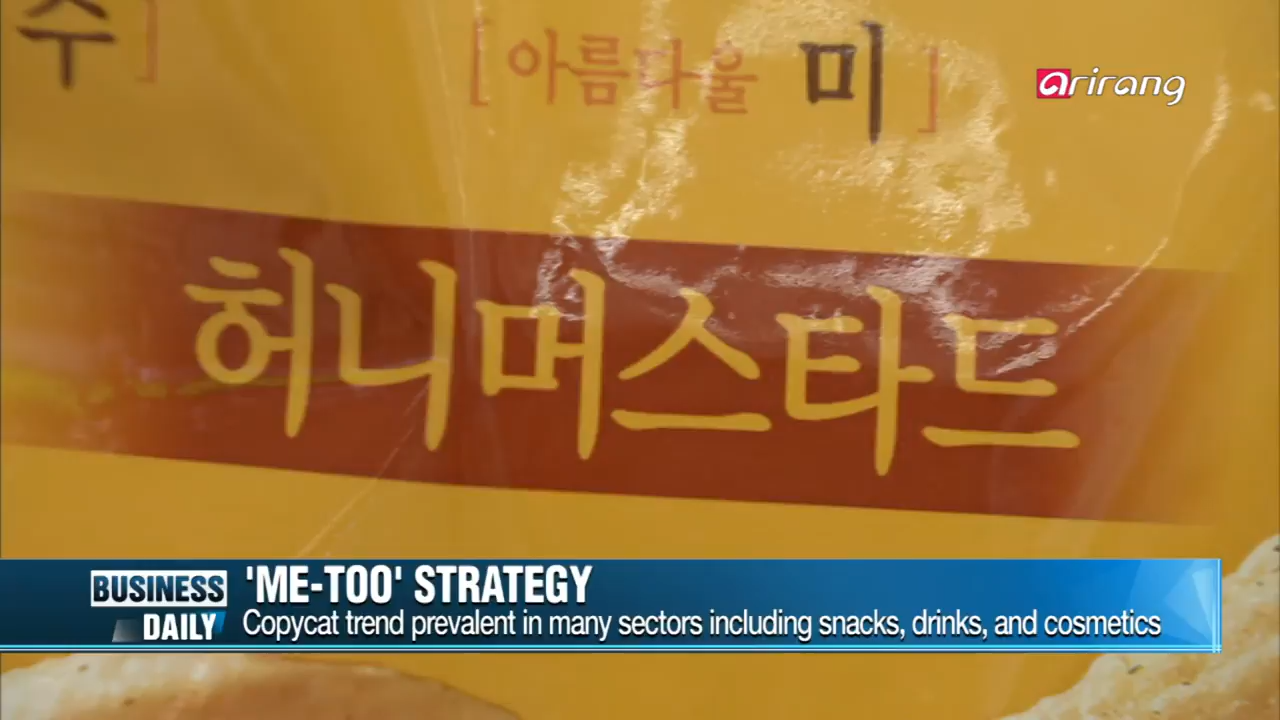 수] [아름다울 미]
arirang
허니머스타드
BUSINESS DAILY
'ME-TOO' STRATEGY
Copycat trend prevalent in many sectors including snacks, drinks, and cosmetics